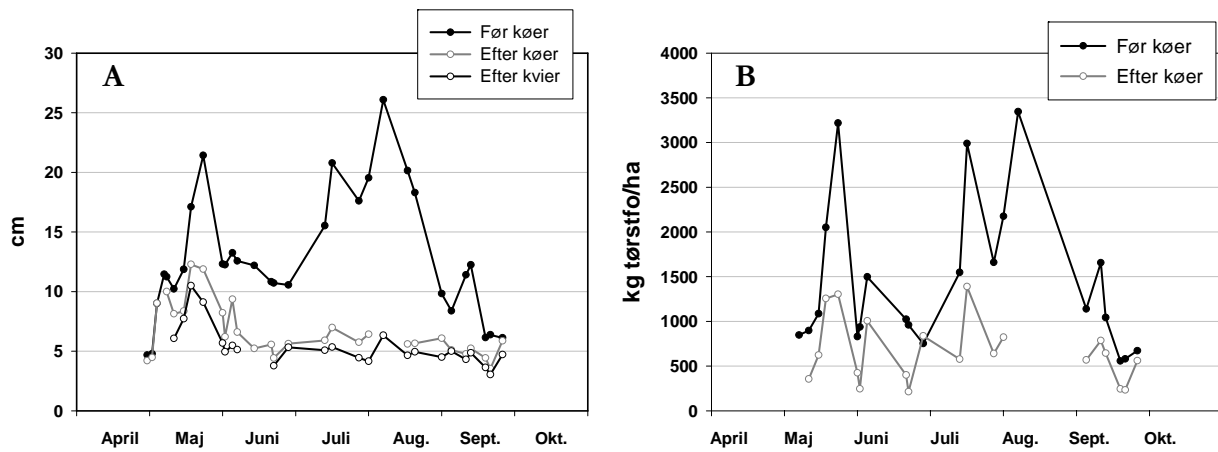 A
Før køer
Efter køer
Efter kvier
30
25
20
15
10
5
0
cm
April Maj Juni Juli Aug. Sept. Okt.
B
Før køer
Efter køer
4000
3500
3000
2500
2000
1500
1000
500
0
kg tørstfo/ha
April Maj Juni Juli Aug. Sept. Okt.